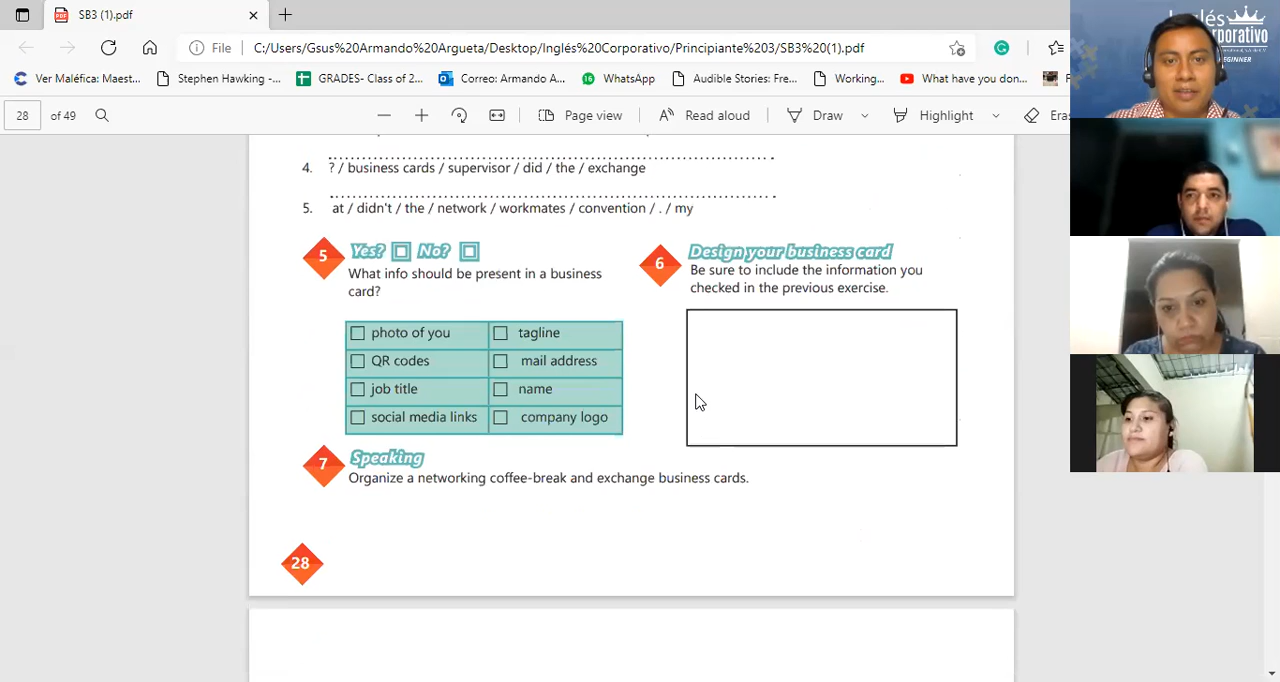 SB3 (1).pdf
File
C:/Users/Gsus%20Armando%20Argueta/Desktop/Inglés%20Corporativo/Principiante%203/SB3%20(1).pdf
Ver Maléfica: Maest...
Stephen Hawking -...
GRADES- Class of 2...
Correo: Armando A...
WhatsApp
Audible Stories: Fre...
Working...
What have you don...
28 of 49
Page view
Read aloud
Draw
Highlight
Eras
4. ? / business cards / supervisor / did / the / exchange
5. at / didn't / the / network / workmates / convention / . / my
5 Yes? No?
What info should be present in a business
card?
photo of you tagline
QR codes mail address
job title name
social media links company logo
6 Design your business card
Be sure to include the information you
checked in the previous exercise.
7 Speaking
Organize a networking coffee-break and exchange business cards.
28
Inglés
orporativo
EGINNER